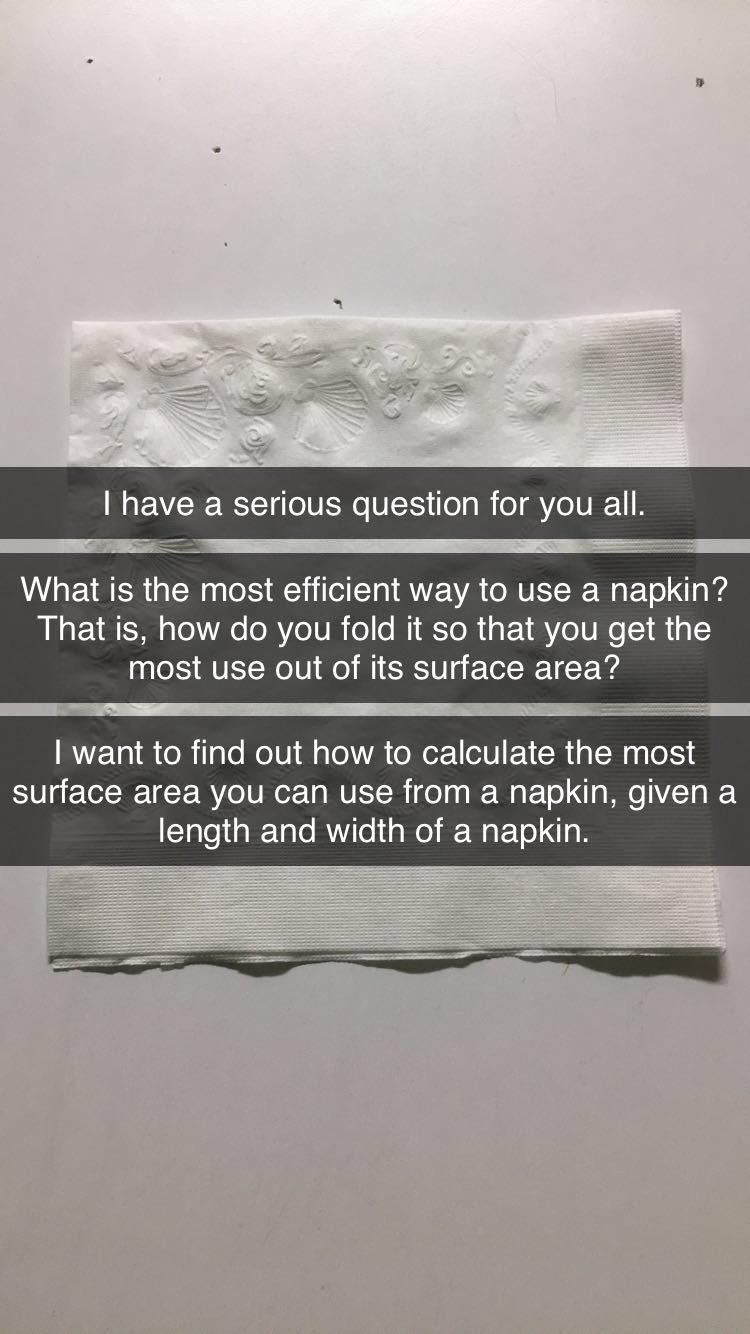 I have a serious question for you all.
What is the most efficient way to use a napkin?
That is, how do you fold it so that you get the
most use out of its surface area?
I want to find out how to calculate the most
surface area you can use from a napkin, given a
length and width of a napkin.